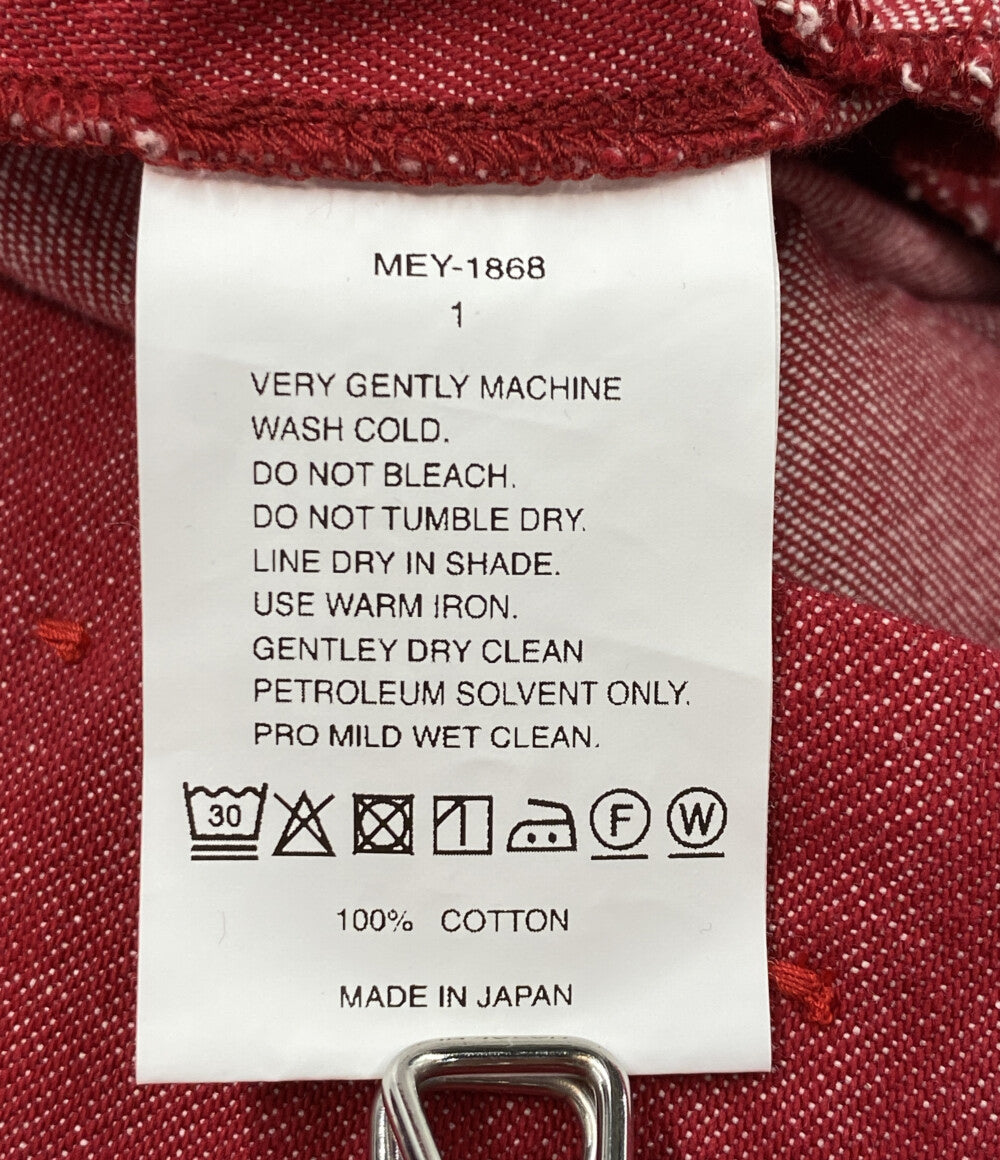 MEY-1868
1
VERY GENTLY MACHINE
WASH COLD.
DO NOT BLEACH.
DO NOT TUMBLE DRY.
LINE DRY IN SHADE.
USE WARM IRON.
GENTLEY DRY CLEAN
PETROLEUM SOLVENT ONLY.
PRO MILD WET CLEAN.
30 F W
100% COTTON
MADE IN JAPAN